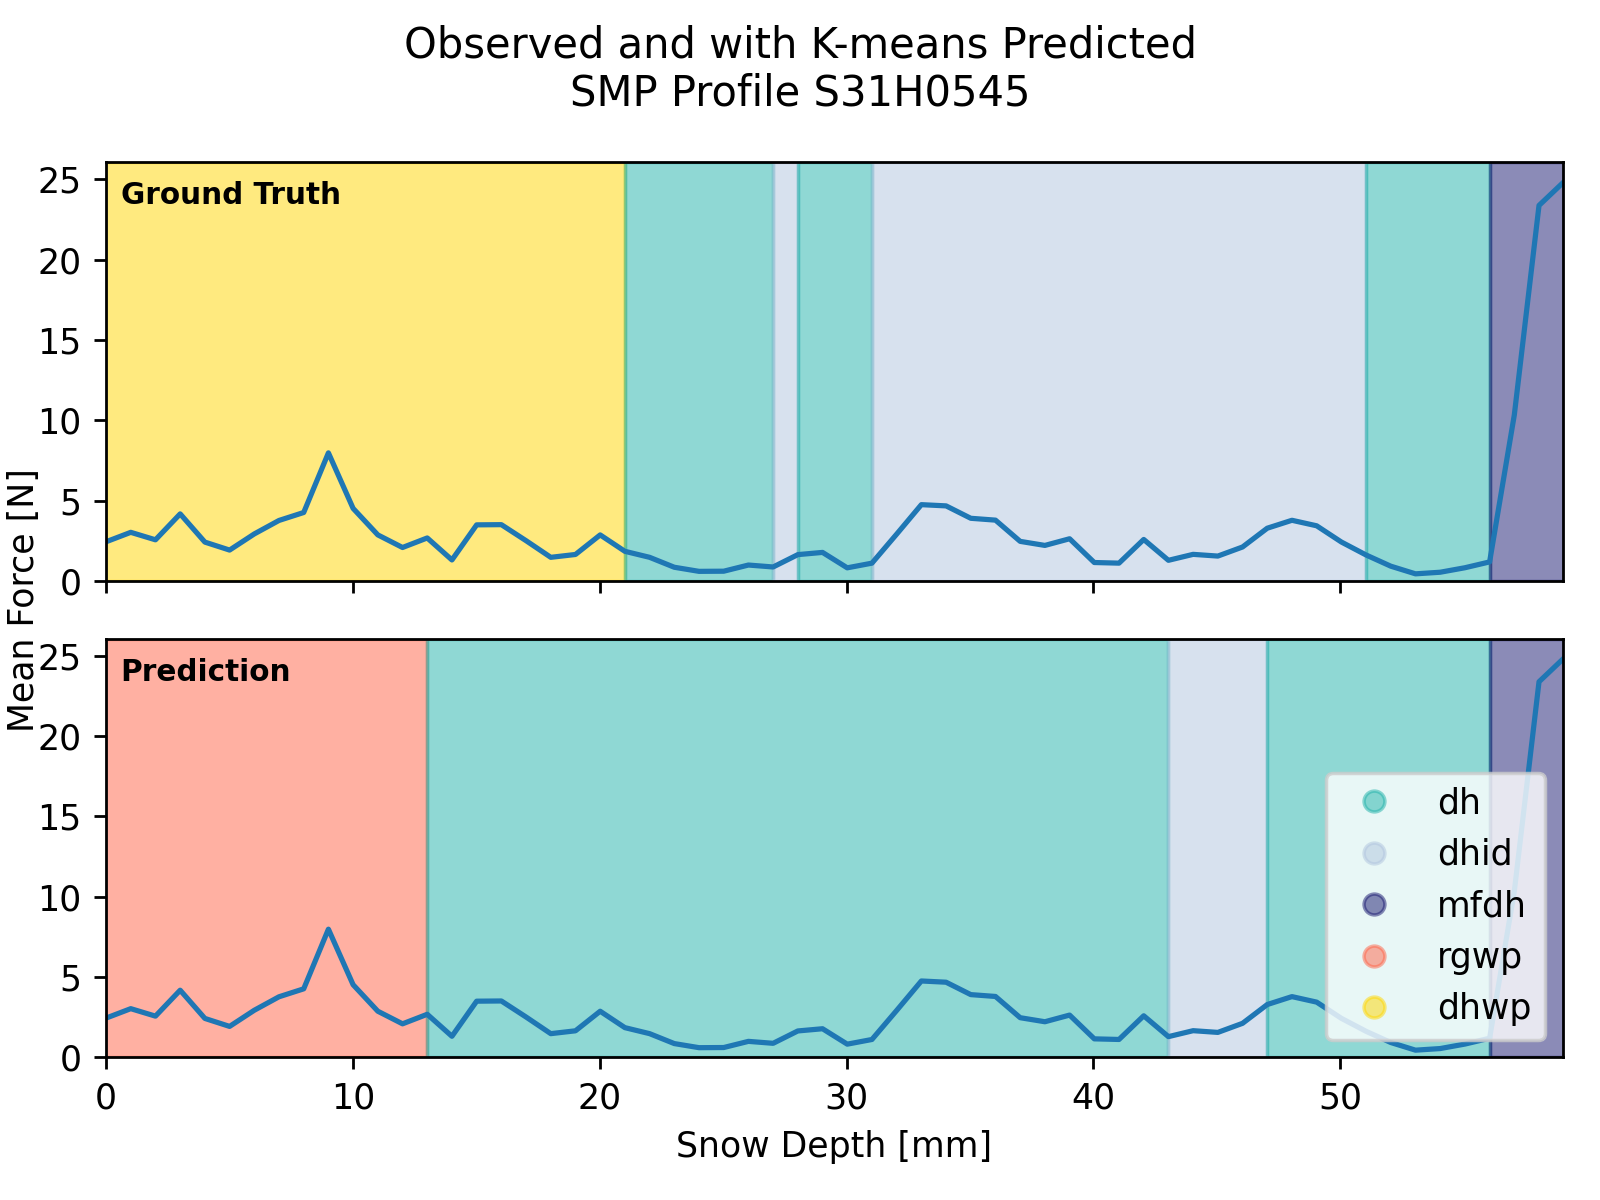 Observed and with K-means Predicted
SMP Profile S31H0545
Mean Force [N]
25
20
15
10
5
0
Ground Truth
25
20
15
10
5
0
Prediction
dh
dhid
mfdh
rgwp
dhwp
0 10 20 30 40 50
Snow Depth [mm]